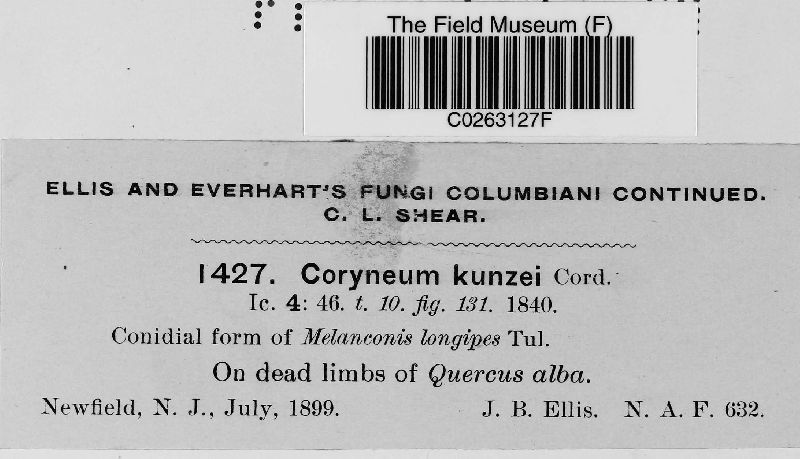 The Field Museum (F)
C0263127F
ELLIS AND EVERHART'S FUNGI COLUMBIANI CONTINUED.
C. L. SHEAR.
1427. Coryneum kunzei Cord.
Ic. 4: 46. t. 10. fig. 131. 1840.
Conidial form of Melanconis longipes Tul.
On dead limbs of Quercus alba.
Newfield, N. J., July, 1899. J. B. Ellis. N. A. F. 632.